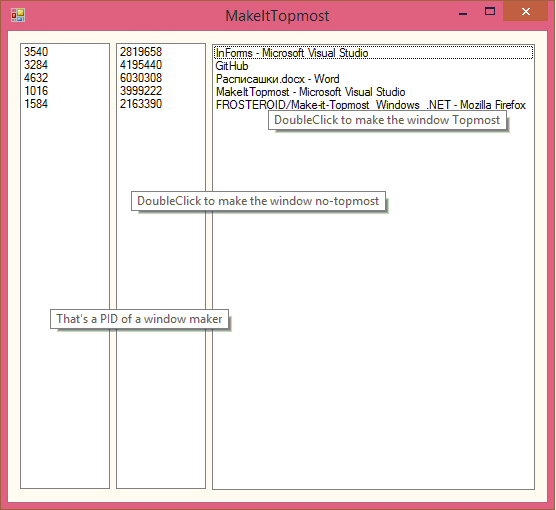 MakeItTopmost
3540 2819658 InForms - Microsoft Visual Studio
3284 4195440 GitHub
4632 6030308 Расписашки.docx - Word
1016 3999222 MakeItTopmost - Microsoft Visual Studio
1584 2163390 FROSTEROID/Make-it-Topmost_Windows_.NET - Mozilla Firefox
DoubleClick to make the window Topmost
DoubleClick to make the window no-topmost
That's a PID of a window maker